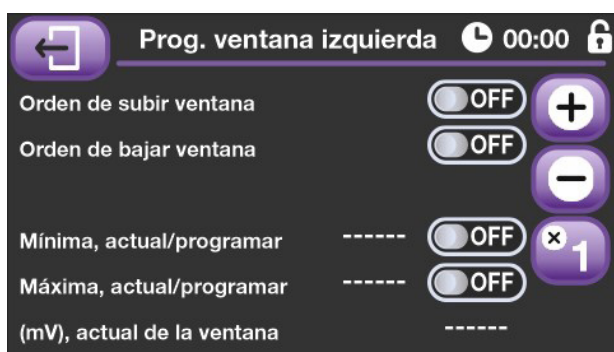 Prog. ventana izquierda 00:00
Orden de subir ventana OFF
Orden de bajar ventana OFF
Mínima, actual/programar ------ OFF
×1
Máxima, actual/programar ------ OFF
(mV), actual de la ventana ------